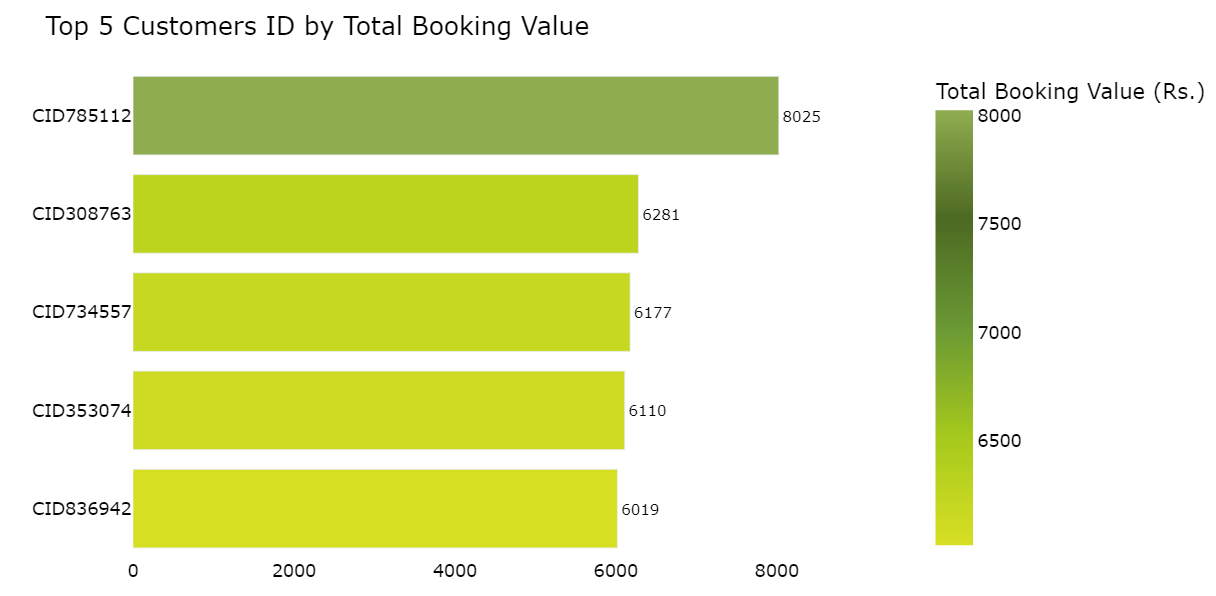 Top 5 Customers ID by Total Booking Value
CID785112
8025
CID308763
6281
CID734557
6177
CID353074
6110
CID836942
6019
0 2000 4000 6000 8000
Total Booking Value (Rs.)
8000
7500
7000
6500